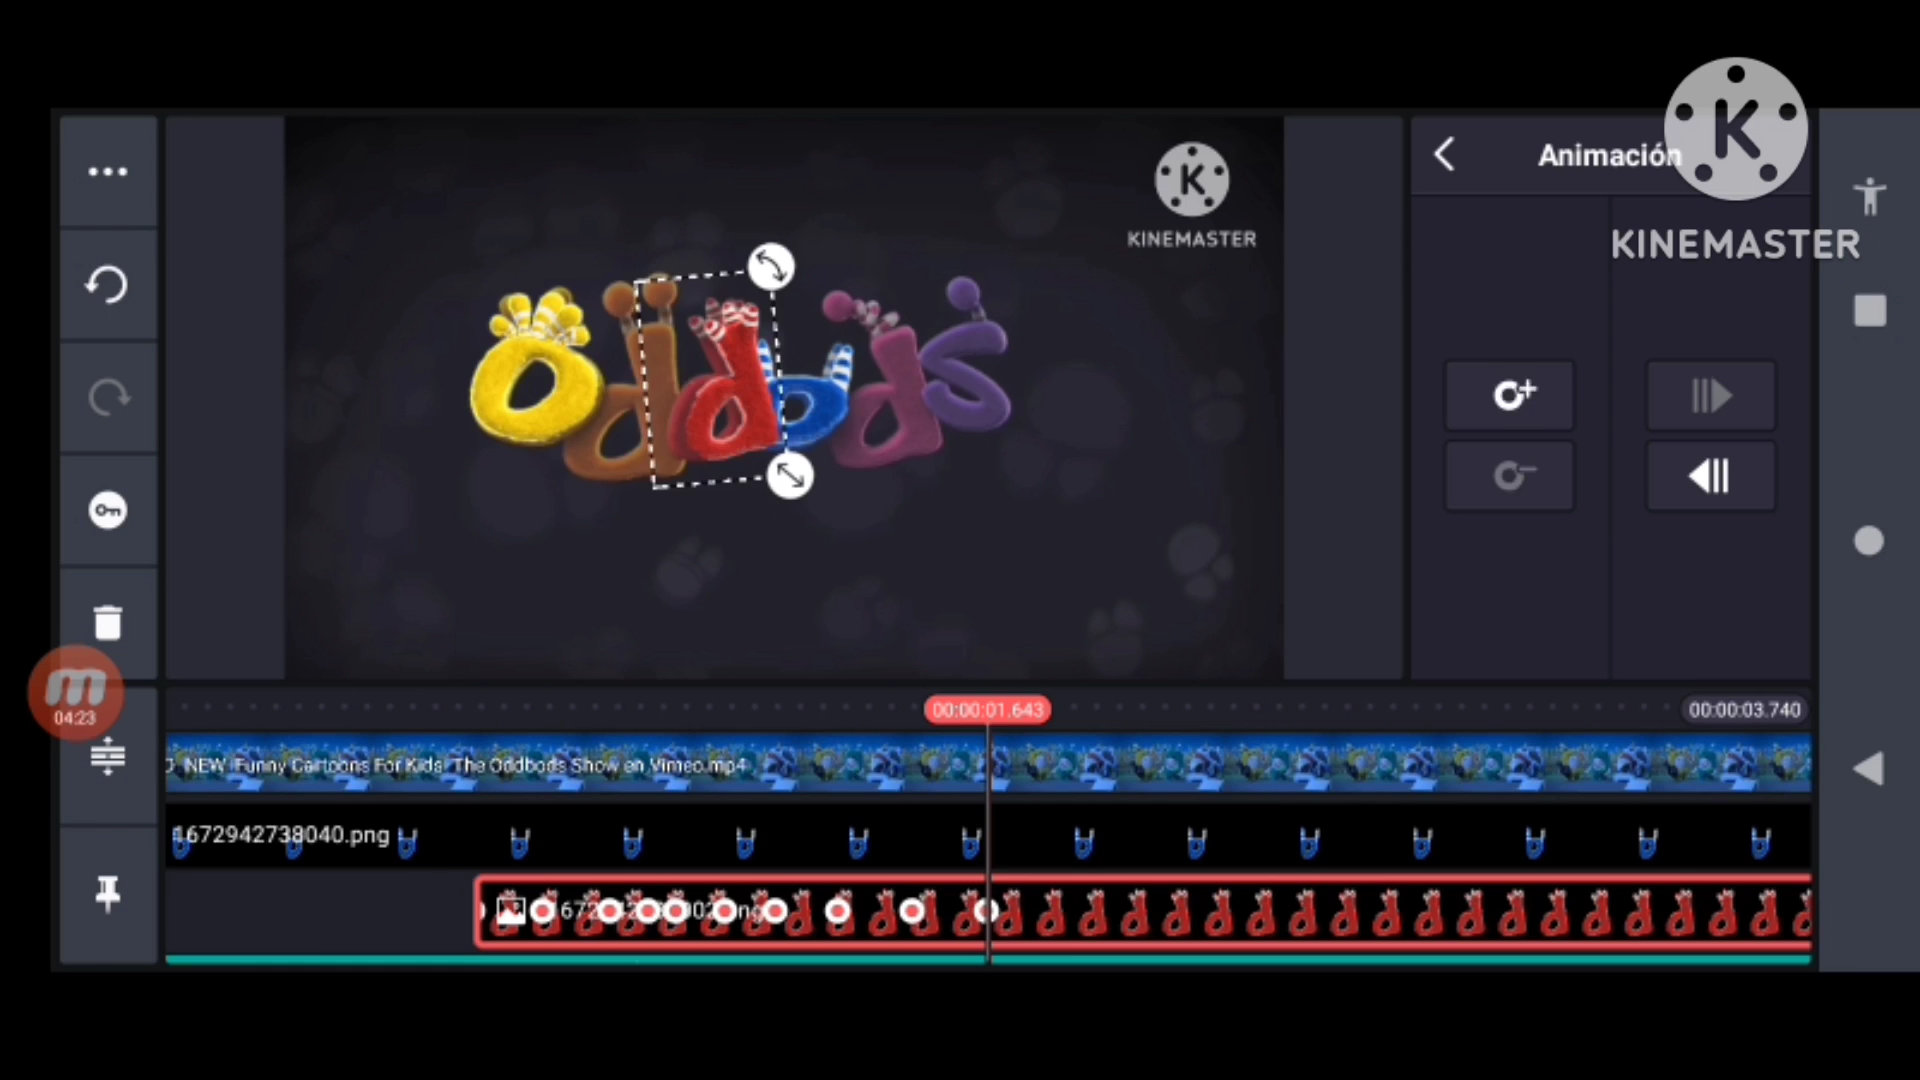 K
KINEMASTER
Animación
K
KINEMASTER
Oddbods
m
04:23
00:00:01.643
00:00:03.740
NEW Funny Cartoons For Kids The Oddbods Show en Vimeo.mp4
1672942738040.png